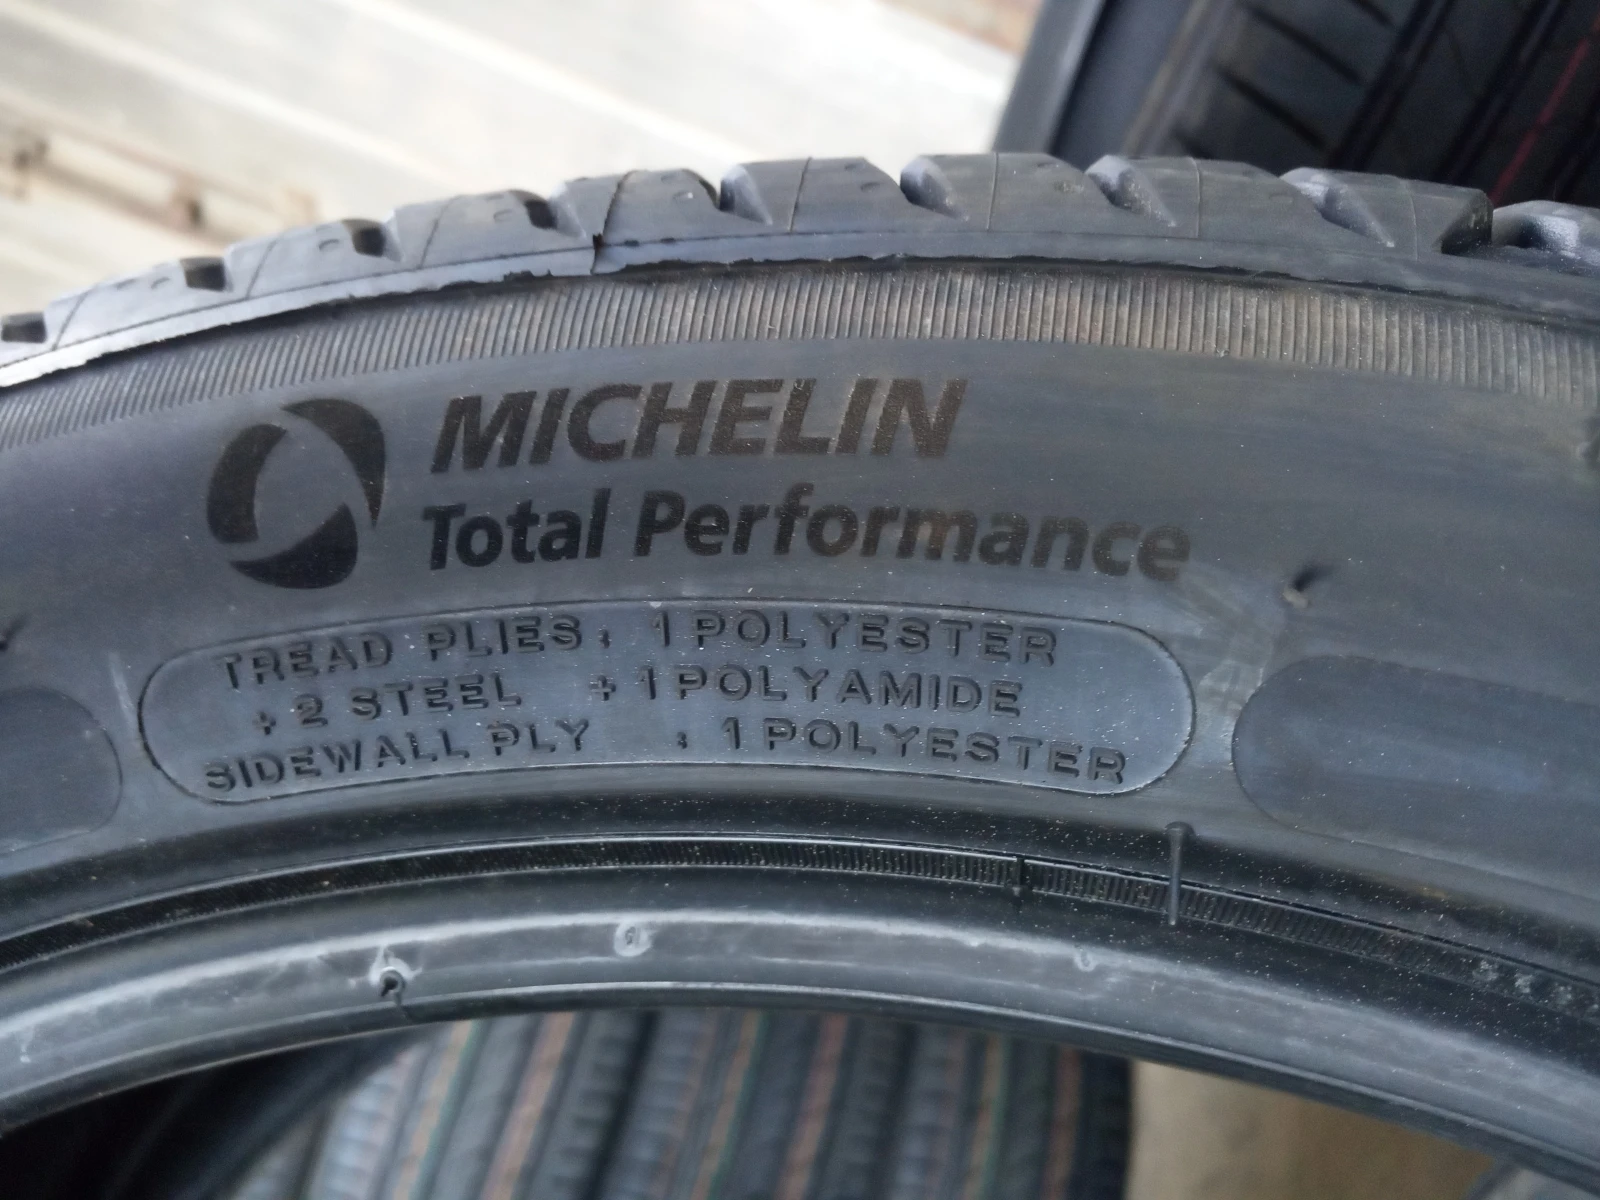 MICHELIN
Total Performance
TREAD PLIES: 1 POLYESTER
+ 2 STEEL + 1 POLYAMIDE
SIDEWALL PLY : 1 POLYESTER